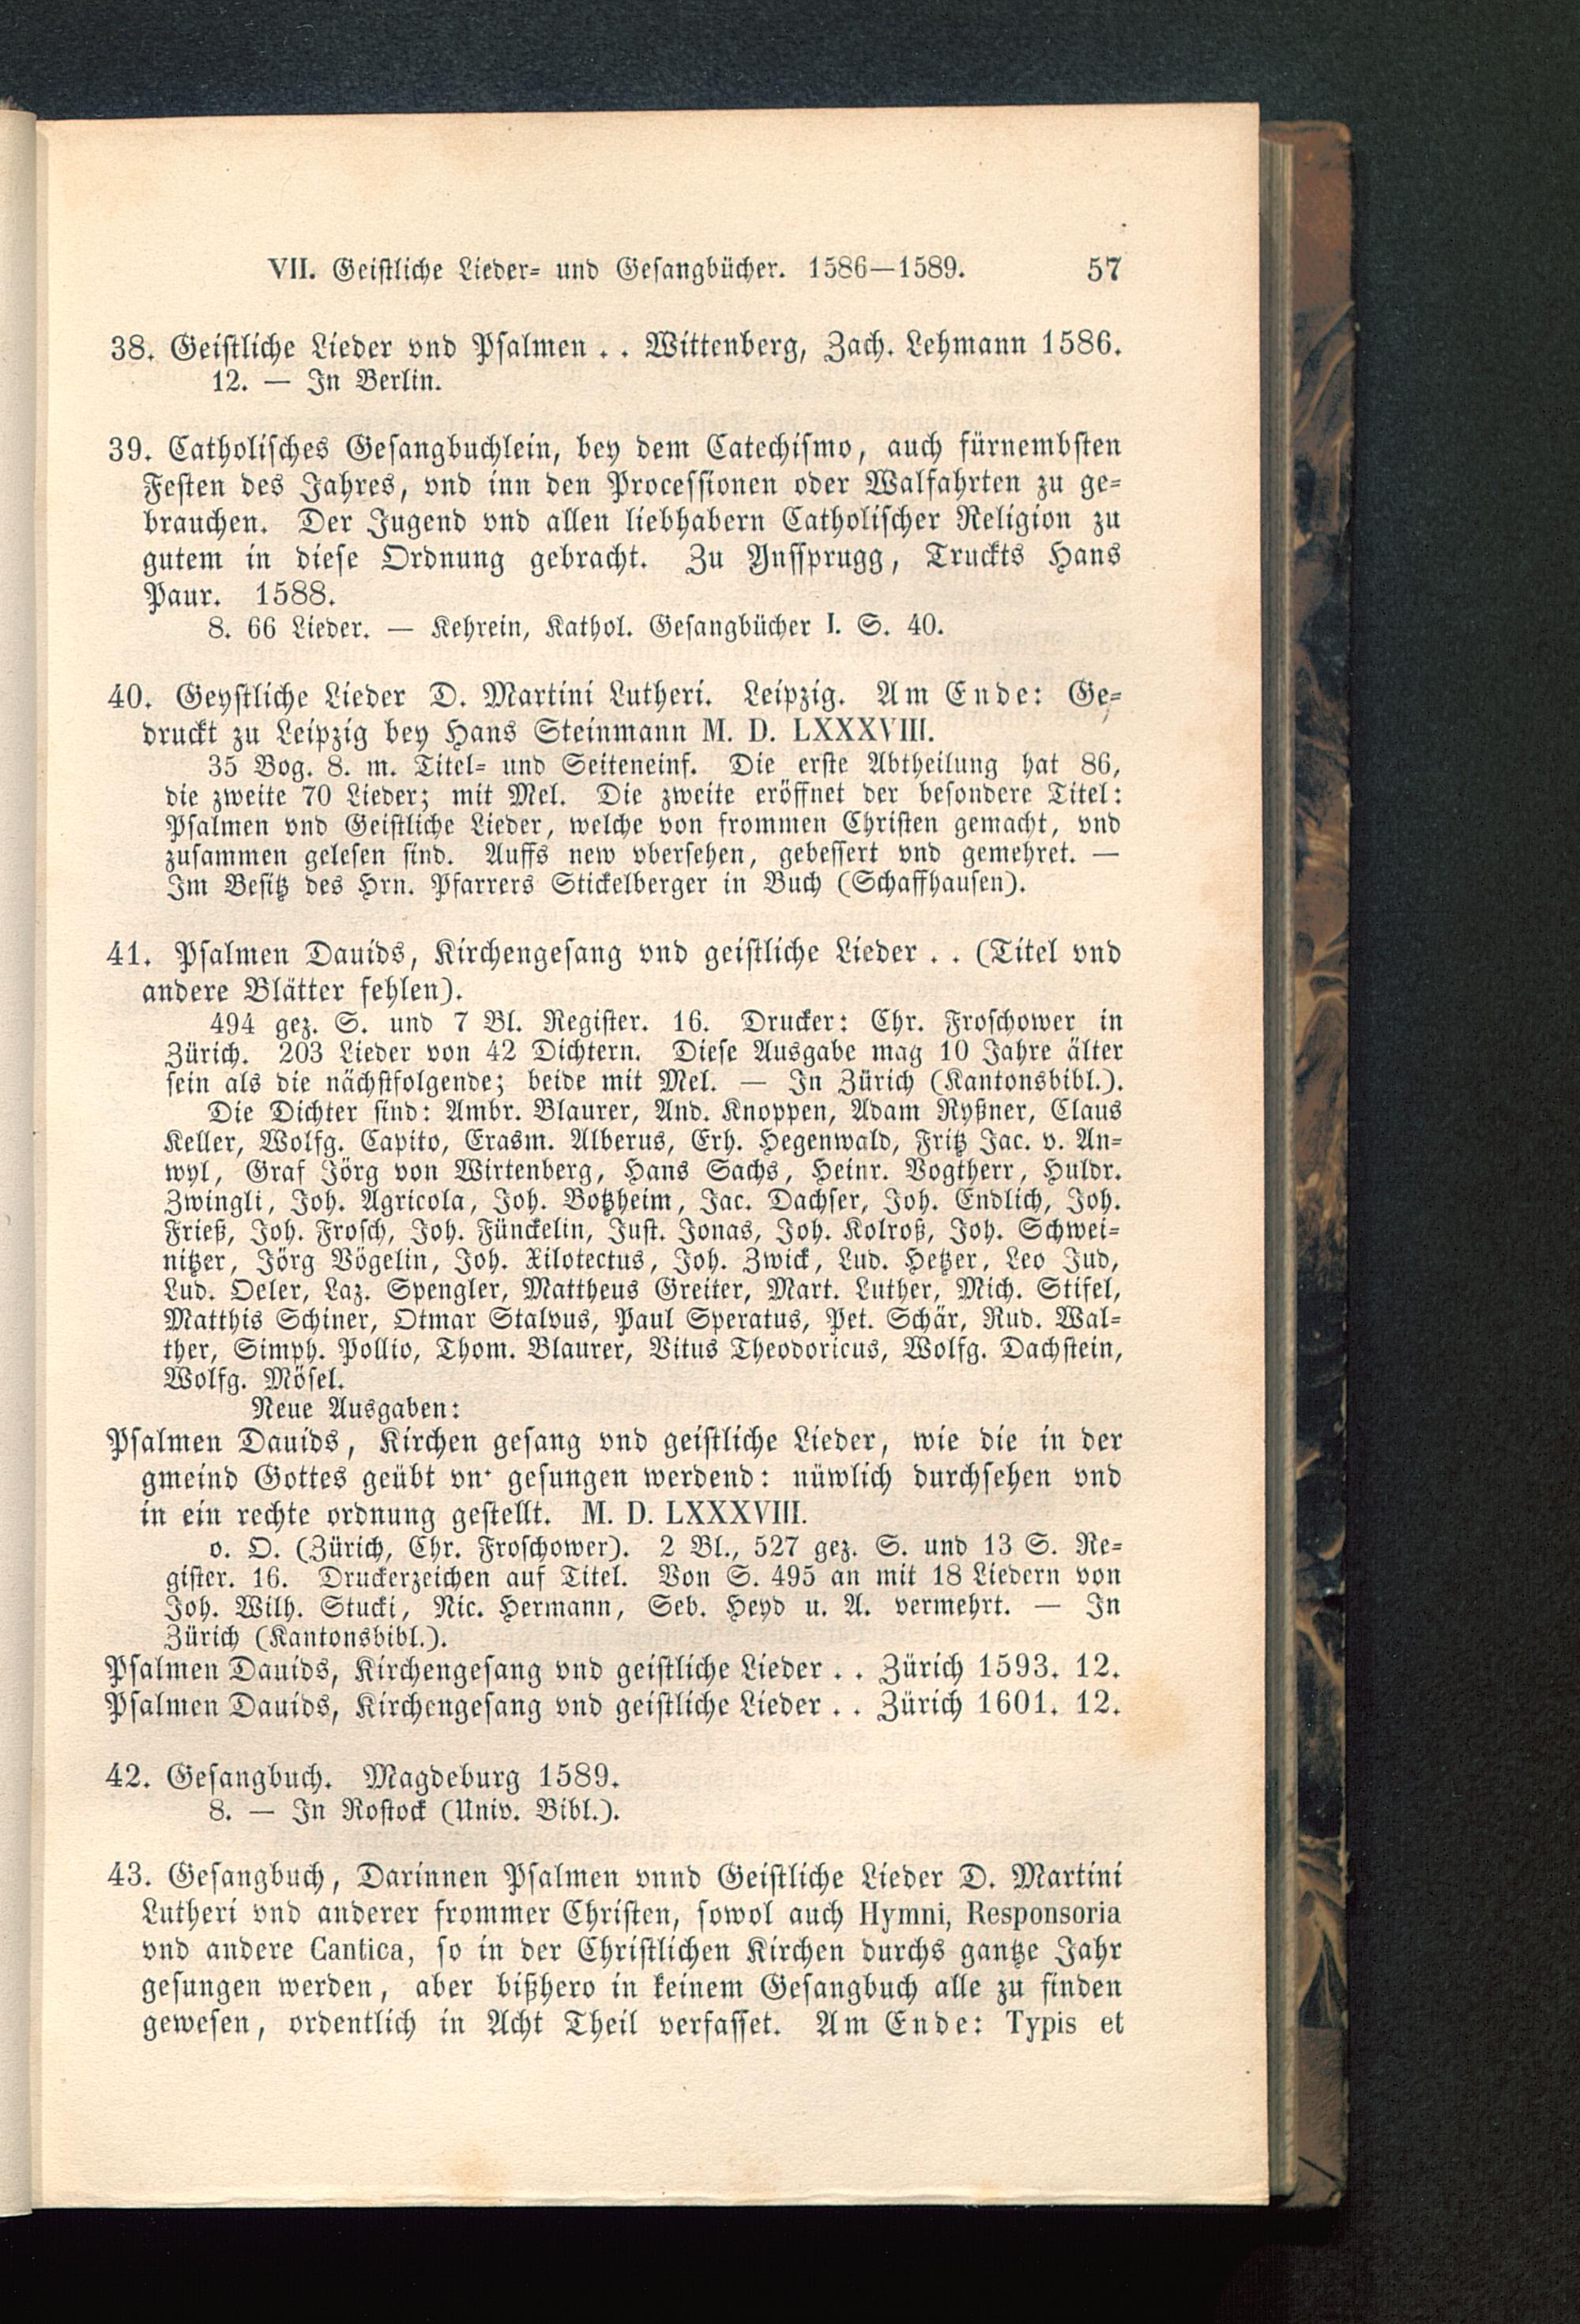 VII. Geistliche Lieder- und Gesangbücher. 1586—1589. 57
38. Geistliche Lieder vnd Psalmen . . Wittenberg, Zach. Lehmann 1586.
12. — In Berlin.
39. Catholisches Gesangbuchlein, bey dem Catechismo, auch fürnembsten
Festen des Jahres, vnd inn den Processionen oder Walfahrten zu ge-
brauchen. Der Jugend vnd allen liebhabern Catholischer Religion zu
gutem in diese Ordnung gebracht. Zu Ynssprugg, Truckts Hans
Paur. 1588.
8. 66 Lieder. — Kehrein, Kathol. Gesangbücher I. S. 40.
40. Geystliche Lieder D. Martini Lutheri. Leipzig. Am Ende: Ge-
druckt zu Leipzig bey Hans Steinmann M. D. LXXXVIII.
35 Bog. 8. m. Titel- und Seiteneinf. Die erste Abtheilung hat 86,
die zweite 70 Lieder; mit Mel. Die zweite eröffnet der besondere Titel:
Psalmen vnd Geistliche Lieder, welche von frommen Christen gemacht, vnd
zusammen gelesen sind. Auffs new vbersehen, gebessert vnd gemehret. —
Im Besitz des Hrn. Pfarrers Stickelberger in Buch (Schaffhausen).
41. Psalmen Dauids, Kirchengesang vnd geistliche Lieder . . (Titel vnd
andere Blätter fehlen).
494 gez. S. und 7 Bl. Register. 16. Drucker: Chr. Froschower in
Zürich. 203 Lieder von 42 Dichtern. Diese Ausgabe mag 10 Jahre älter
sein als die nächstfolgende; beide mit Mel. — In Zürich (Kantonsbibl.).
Die Dichter sind: Ambr. Blaurer, And. Knoppen, Adam Ryßner, Claus
Keller, Wolfg. Capito, Erasm. Alberus, Erh. Hegenwald, Fritz Jac. v. An-
wyl, Graf Jörg von Wirtenberg, Hans Sachs, Heinr. Vogtherr, Huldr.
Zwingli, Joh. Agricola, Joh. Botzheim, Jac. Dachser, Joh. Endlich, Joh.
Frieß, Joh. Frosch, Joh. Fünckelin, Just. Jonas, Joh. Kolroß, Joh. Schwei-
nitzer, Jörg Vögelin, Joh. Xilotectus, Joh. Zwick, Lud. Hetzer, Leo Jud,
Lud. Oeler, Laz. Spengler, Mattheus Greiter, Mart. Luther, Mich. Stifel,
Matthis Schiner, Otmar Stalvus, Paul Speratus, Pet. Schär, Rud. Wal-
ther, Simph. Pollio, Thom. Blaurer, Vitus Theodoricus, Wolfg. Dachstein,
Wolfg. Mösel.
Neue Ausgaben:
Psalmen Dauids, Kirchen gesang vnd geistliche Lieder, wie die in der
gmeind Gottes geübt vn· gesungen werdend: nüwlich durchsehen vnd
in ein rechte ordnung gestellt. M. D. LXXXVIII.
o. O. (Zürich, Chr. Froschower). 2 Bl., 527 gez. S. und 13 S. Re-
gister. 16. Druckerzeichen auf Titel. Von S. 495 an mit 18 Liedern von
Joh. Wilh. Stucki, Nic. Hermann, Seb. Heyd u. A. vermehrt. — In
Zürich (Kantonsbibl.).
Psalmen Dauids, Kirchengesang vnd geistliche Lieder . . Zürich 1593. 12.
Psalmen Dauids, Kirchengesang vnd geistliche Lieder . . Zürich 1601. 12.
42. Gesangbuch. Magdeburg 1589.
8. — In Rostock (Univ. Bibl.).
43. Gesangbuch, Darinnen Psalmen vnnd Geistliche Lieder D. Martini
Lutheri vnd anderer frommer Christen, sowol auch Hymni, Responsoria
vnd andere Cantica, so in der Christlichen Kirchen durchs gantze Jahr
gesungen werden, aber bißhero in keinem Gesangbuch alle zu finden
gewesen, ordentlich in Acht Theil verfasset. Am Ende: Typis et